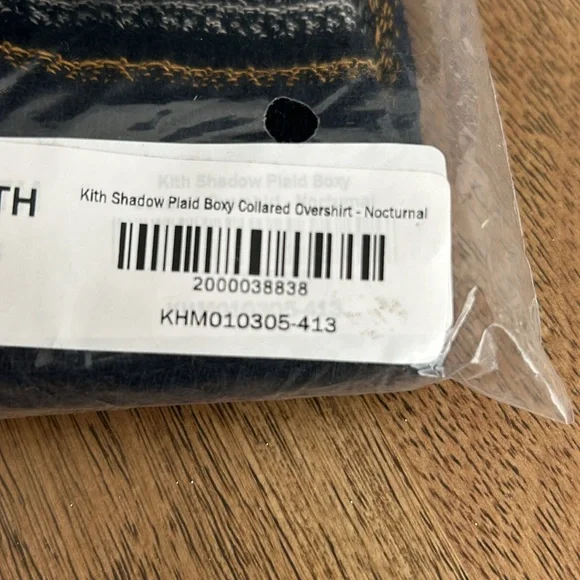 TH
Kith Shadow Plaid Boxy Collared Overshirt - Nocturnal
2000038838
KHM010305-413